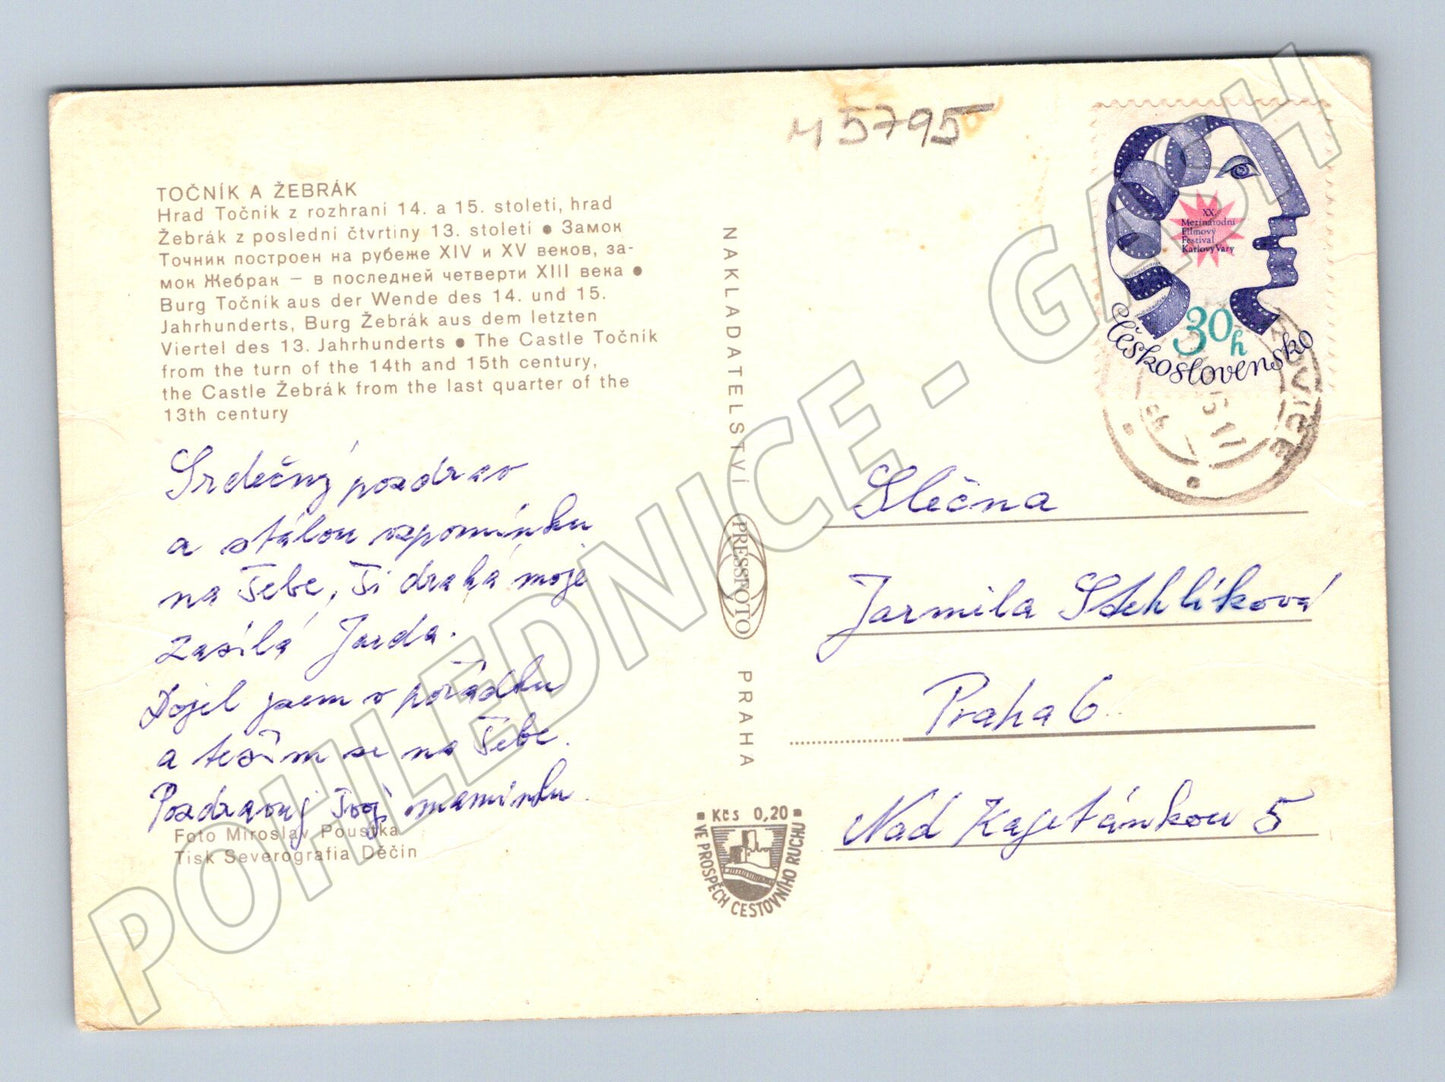 M 5795
TOČNÍK A ŽEBRÁK
Hrad Točník z rozhraní 14. a 15. století, hrad
Žebrák z poslední čtvrtiny 13. století ● Замок
Точник построен на рубеже XIV и XV веков, за-
мок Жебрак — в последней четверти XIII века ●
Burg Točník aus der Wende des 14. und 15.
Jahrhunderts, Burg Žebrák aus dem letzten
Viertel des 13. Jahrhunderts ● The Castle Točník
from the turn of the 14th and 15th century,
the Castle Žebrák from the last quarter of the
13th century
Srdečný pozdrav
a stálou vzpomínku
na Tebe, Ti drahá moje
zasílá Jarda.
Dojel jsem v pořádku
a těším se na Tebe.
Pozdravuj Tvoji maminku.
Foto Miroslav Poustka
Tisk Severografia Děčín
NAKLADATELSTVÍ
PRESSFOTO
PRAHA
Kčs 0,20
VE PROSPĚCH CESTOVNÍHO RUCHU
XX.
Mezinárodní
Filmový
Festival
Karlovy Vary
30h
Československo
Slečna
Jarmila Stehlíková
Praha 6
Nad Kajetánkou 5
POHLEDNICE - GASH